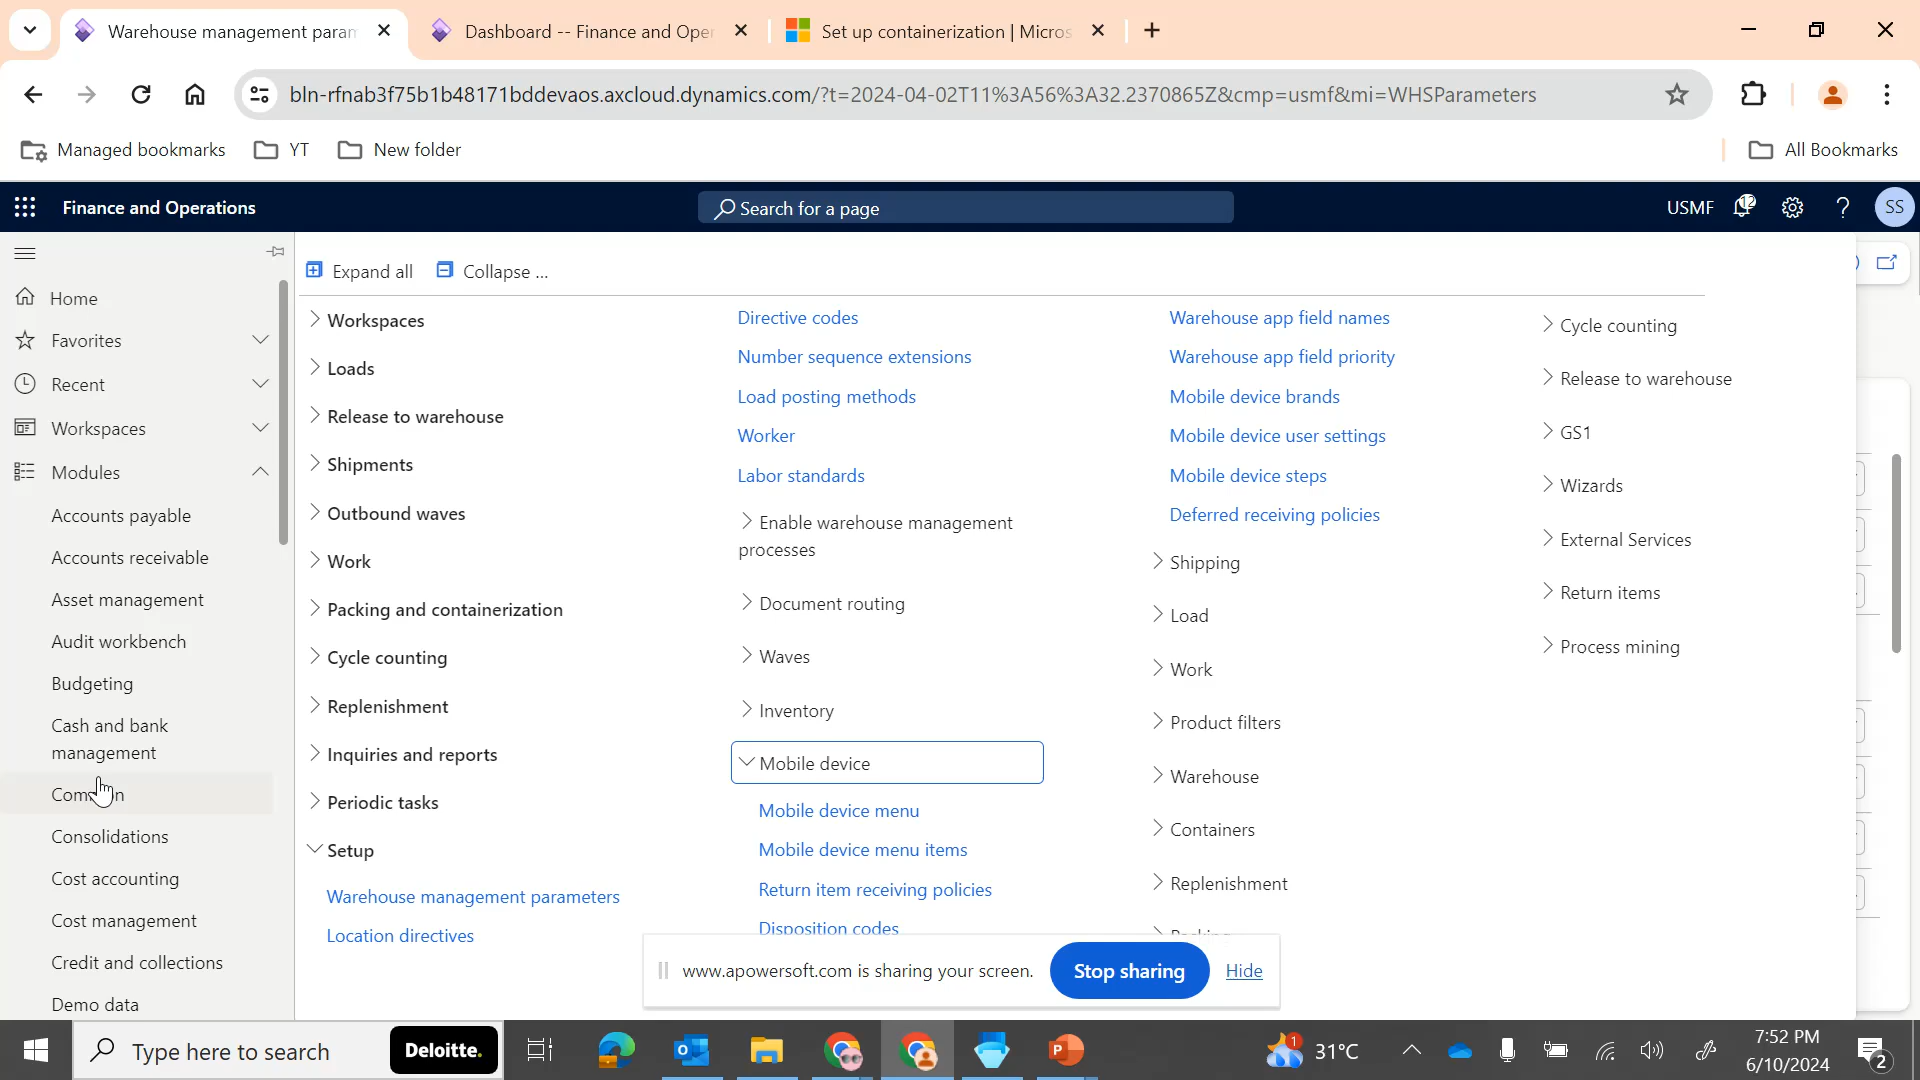 Warehouse management param
Dashboard -- Finance and Oper
Set up containerization | Micros
bln-rfnab3f75b1b48171bddevaos.axcloud.dynamics.com/?t=2024-04-02T11%3A56%3A32.2370865Z&cmp=usmf&mi=WHSParameters
Managed bookmarks
YT
New folder
All Bookmarks
Finance and Operations
Search for a page
USMF
12
?
SS
Home
Favorites
Recent
Workspaces
Modules
Accounts payable
Accounts receivable
Asset management
Audit workbench
Budgeting
Cash and bank
management
Consolidations
Cost accounting
Cost management
Credit and collections
Demo data
Expand all
Collapse ...
Workspaces
Loads
Release to warehouse
Shipments
Outbound waves
Work
Packing and containerization
Cycle counting
Replenishment
Inquiries and reports
Periodic tasks
Setup
Warehouse management parameters
Location directives
Directive codes
Number sequence extensions
Load posting methods
Worker
Labor standards
Enable warehouse management
processes
Document routing
Waves
Inventory
Mobile device
Mobile device menu
Mobile device menu items
Return item receiving policies
Disposition codes
Warehouse app field names
Warehouse app field priority
Mobile device brands
Mobile device user settings
Mobile device steps
Deferred receiving policies
Shipping
Load
Work
Product filters
Warehouse
Containers
Replenishment
Cycle counting
Release to warehouse
GS1
Wizards
External Services
Return items
Process mining
www.apowersoft.com is sharing your screen.
Stop sharing
Hide
Type here to search
Deloitte.
1
31°C
7:52 PM
6/10/2024
2